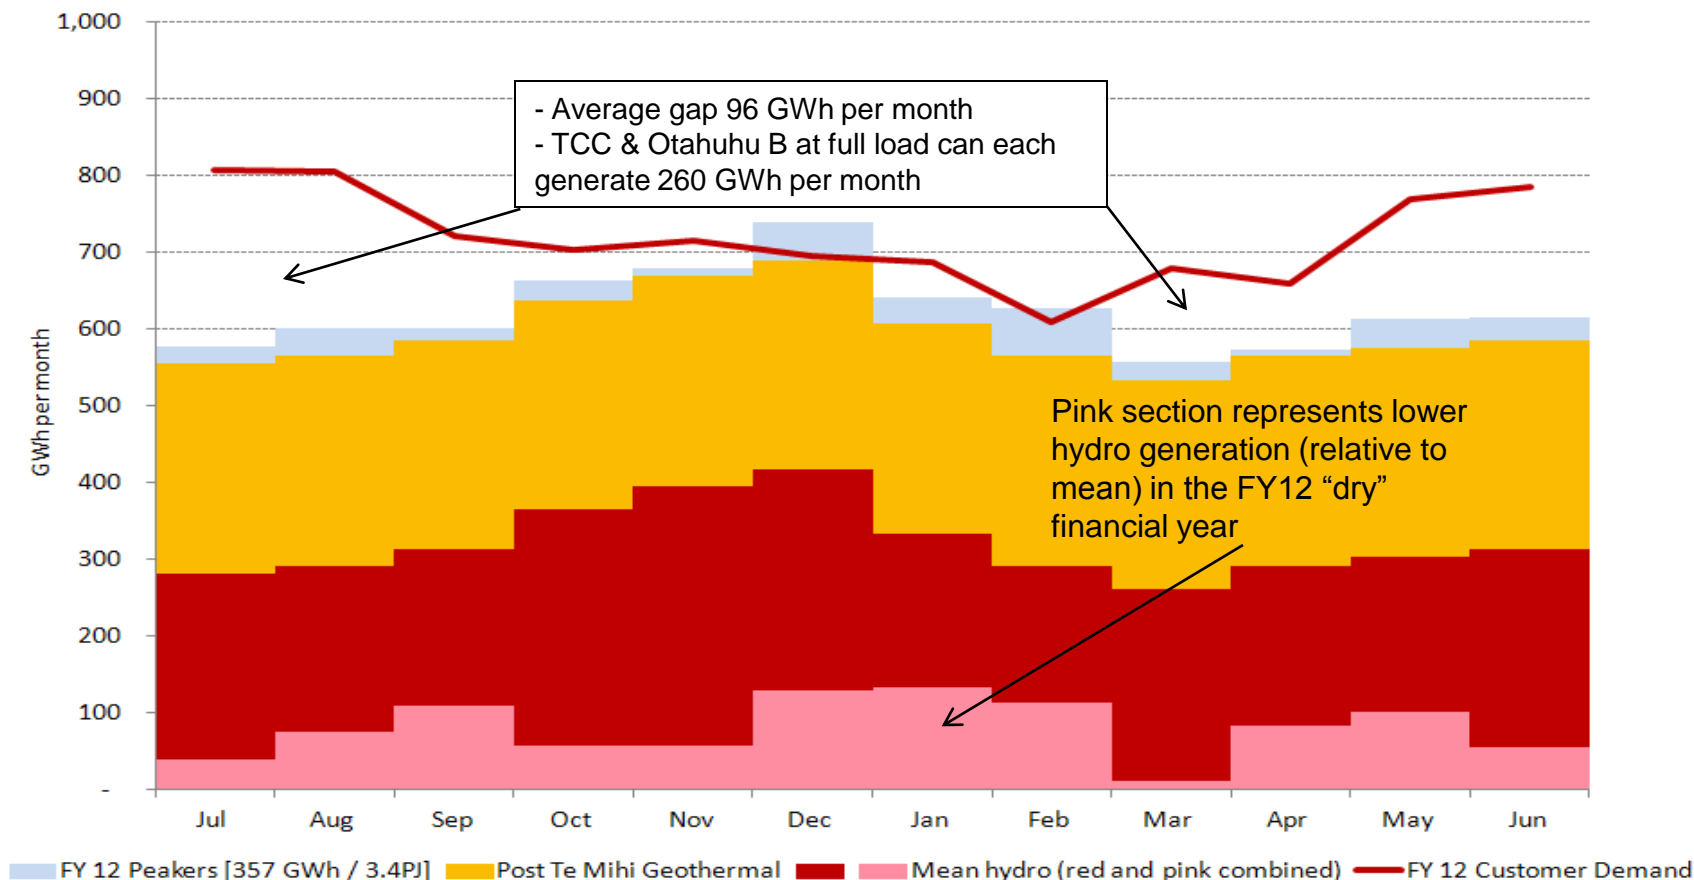 1,000
900
800
700
600
500
400
300
200
100
-
GWh per month
- Average gap 96 GWh per month
- TCC & Otahuhu B at full load can each
generate 260 GWh per month
Pink section represents lower
hydro generation (relative to
mean) in the FY12 “dry”
financial year
Jul Aug Sep Oct Nov Dec Jan Feb Mar Apr May Jun
FY 12 Peakers [357 GWh / 3.4PJ] Post Te Mihi Geothermal Mean hydro (red and pink combined) FY 12 Customer Demand